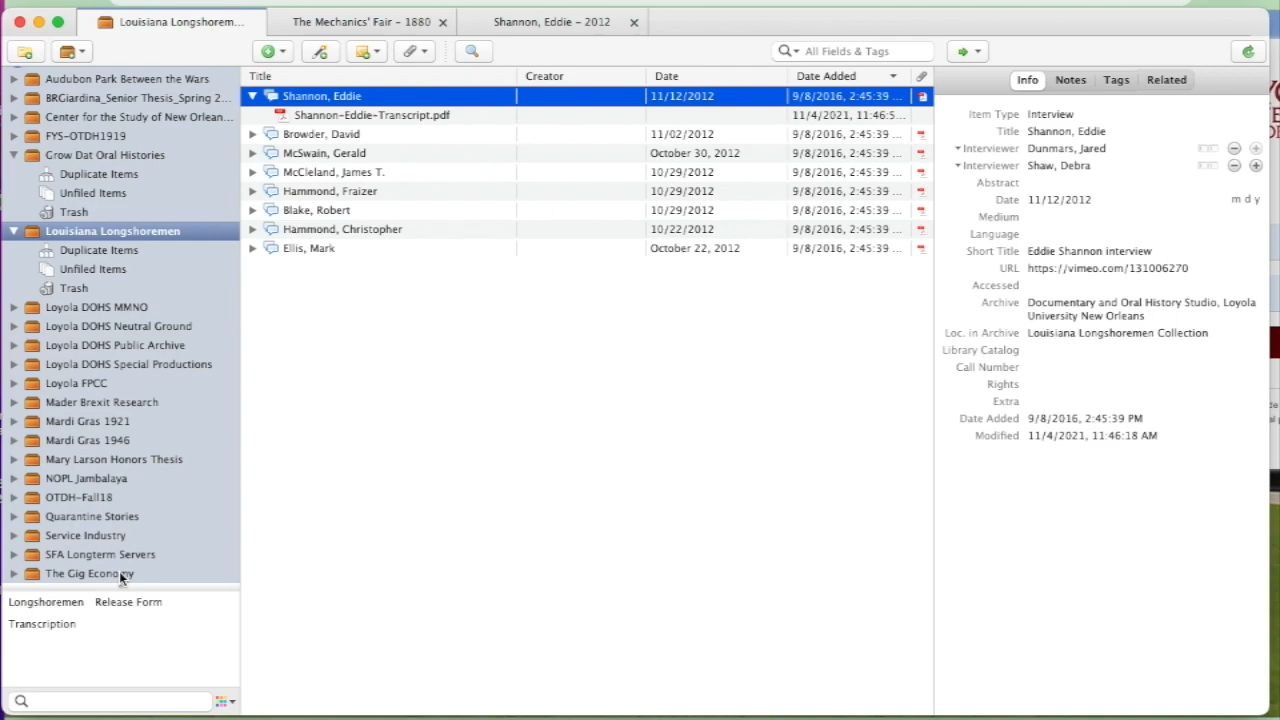 Louisiana Longshorem...
The Mechanics' Fair - 1880
Shannon, Eddie - 2012
All Fields & Tags
Audubon Park Between the Wars
BRGiardina_Senior Thesis_Spring 2...
Center for the Study of New Orlean...
FYS-OTDH1919
Grow Dat Oral Histories
Duplicate Items
Unfiled Items
Trash
Louisiana Longshoremen
Duplicate Items
Unfiled Items
Trash
Loyola DOHS MMNO
Loyola DOHS Neutral Ground
Loyola DOHS Public Archive
Loyola DOHS Special Productions
Loyola FPCC
Mader Brexit Research
Mardi Gras 1921
Mardi Gras 1946
Mary Larson Honors Thesis
NOPL Jambalaya
OTDH-Fall18
Quarantine Stories
Service Industry
SFA Longterm Servers
The Gig Economy
Longshoremen Release Form
Transcription
Title Creator Date Date Added
Shannon, Eddie 11/12/2012 9/8/2016, 2:45:39 ...
Shannon-Eddie-Transcript.pdf 11/4/2021, 11:46:5...
Browder, David 11/02/2012 9/8/2016, 2:45:39 ...
McSwain, Gerald October 30, 2012 9/8/2016, 2:45:39 ...
McCleland, James T. 10/29/2012 9/8/2016, 2:45:39 ...
Hammond, Fraizer 10/29/2012 9/8/2016, 2:45:39 ...
Blake, Robert 10/29/2012 9/8/2016, 2:45:39 ...
Hammond, Christopher 10/22/2012 9/8/2016, 2:45:39 ...
Ellis, Mark October 22, 2012 9/8/2016, 2:45:39 ...
Info Notes Tags Related
Item Type Interview
Title Shannon, Eddie
Interviewer Dunmars, Jared
Interviewer Shaw, Debra
Abstract
Date 11/12/2012 m d y
Medium
Language
Short Title Eddie Shannon interview
URL https://vimeo.com/131006270
Accessed
Archive Documentary and Oral History Studio, Loyola
University New Orleans
Loc. in Archive Louisiana Longshoremen Collection
Library Catalog
Call Number
Rights
Extra
Date Added 9/8/2016, 2:45:39 PM
Modified 11/4/2021, 11:46:18 AM